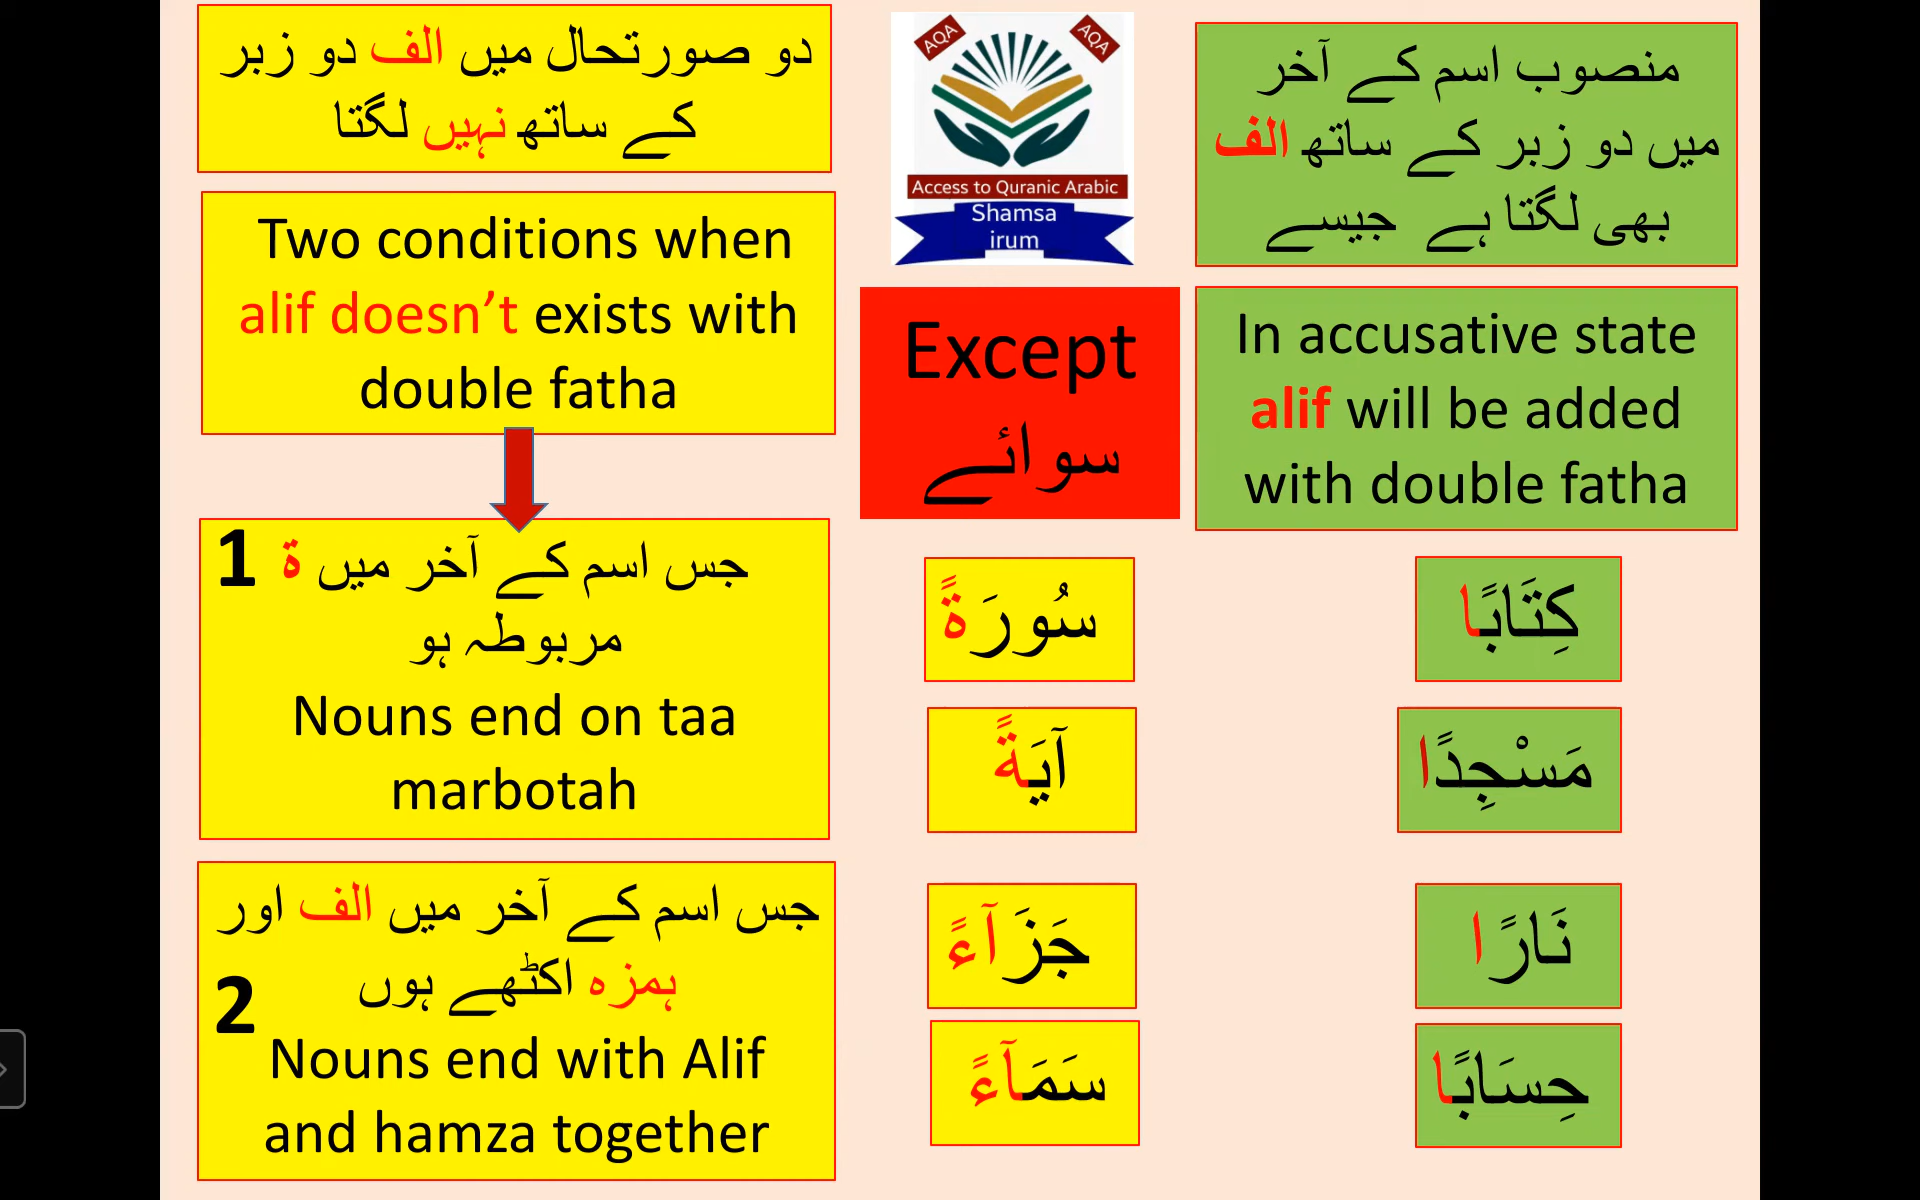 دو صورتحال میں الف دو زبر
کے ساتھ نہیں لگتا
Two conditions when
alif doesn’t exists with
double fatha
1 جس اسم کے آخر میں ة
مربوطہ ہو
Nouns end on taa
marbotah
2
جس اسم کے آخر میں الف اور
ہمزہ اکٹھے ہوں
Nouns end with Alif
and hamza together
AQA
AQA
Access to Quranic Arabic
Shamsa
irum
Except
سوائے
سُورَةً
آيَةً
جَزَآءً
سَمَآءً
منصوب اسم کے آخر
میں دو زبر کے ساتھ الف
بھی لگتا ہے جیسے
In accusative state
alif will be added
with double fatha
كِتَابًا
مَسْجِدًا
نَارًا
حِسَابًا